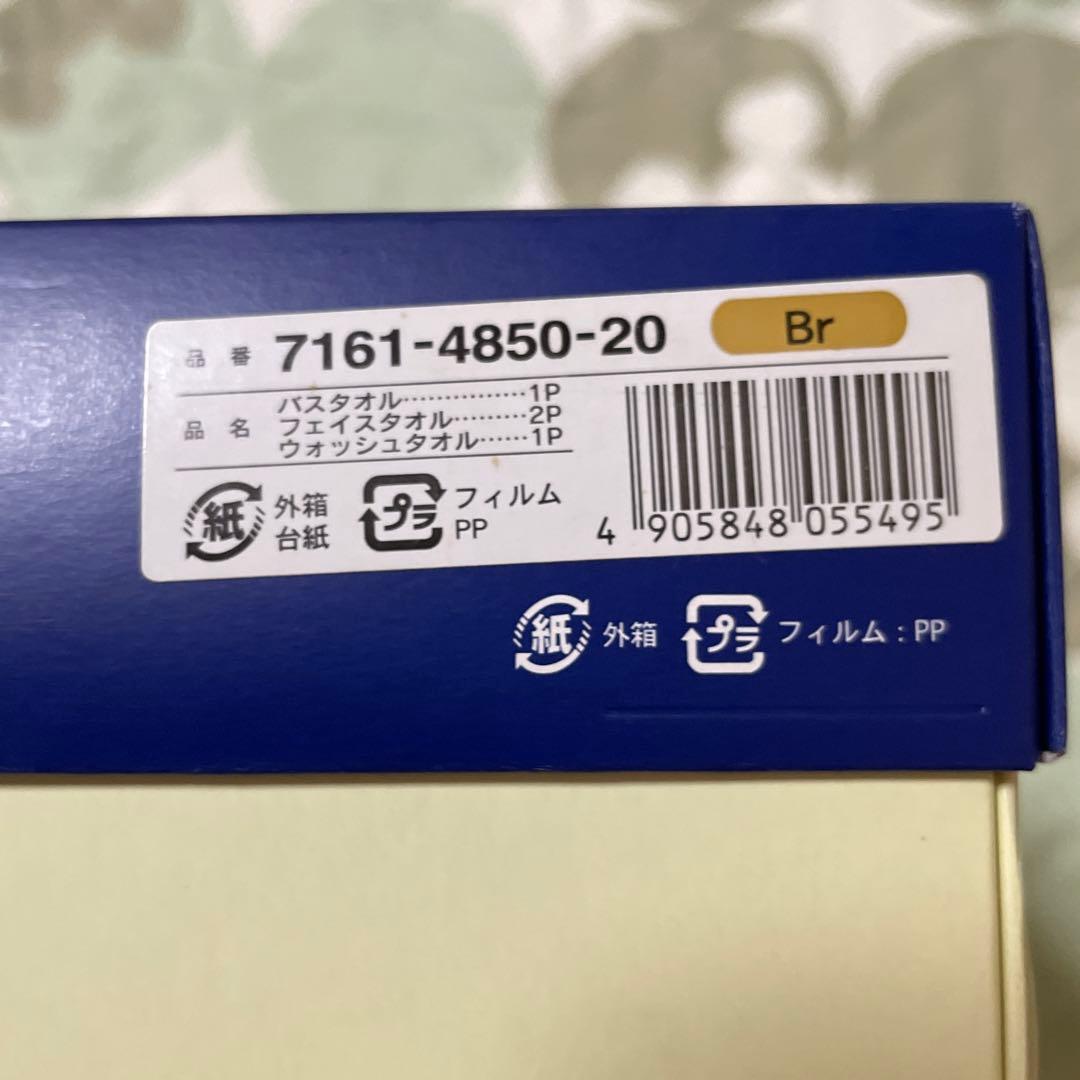 品番 7161-4850-20 Br
品名 バスタオル……………1P
フェイスタオル………2P
ウォッシュタオル……1P
紙 外箱 台紙
プラ フィルム PP
4 905848 055495
紙 外箱 プラ フィルム:PP